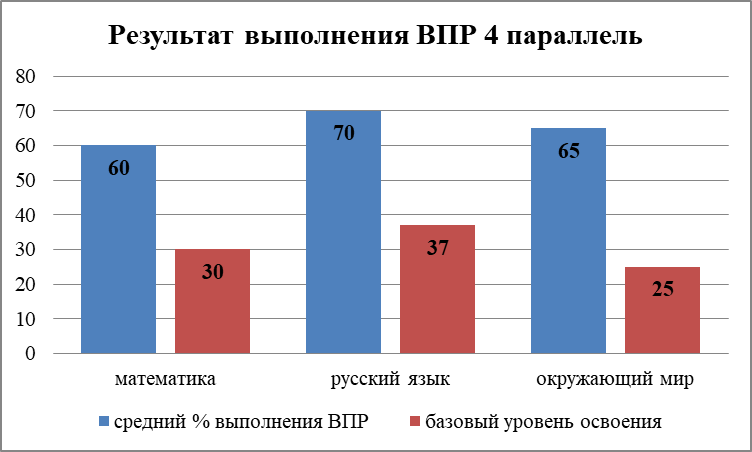 Результат выполнения ВПР 4 параллель
80
70
60
50
40
30
20
10
0
60
30
70
37
65
25
математика
русский язык
окружающий мир
средний % выполнения ВПР
базовый уровень освоения